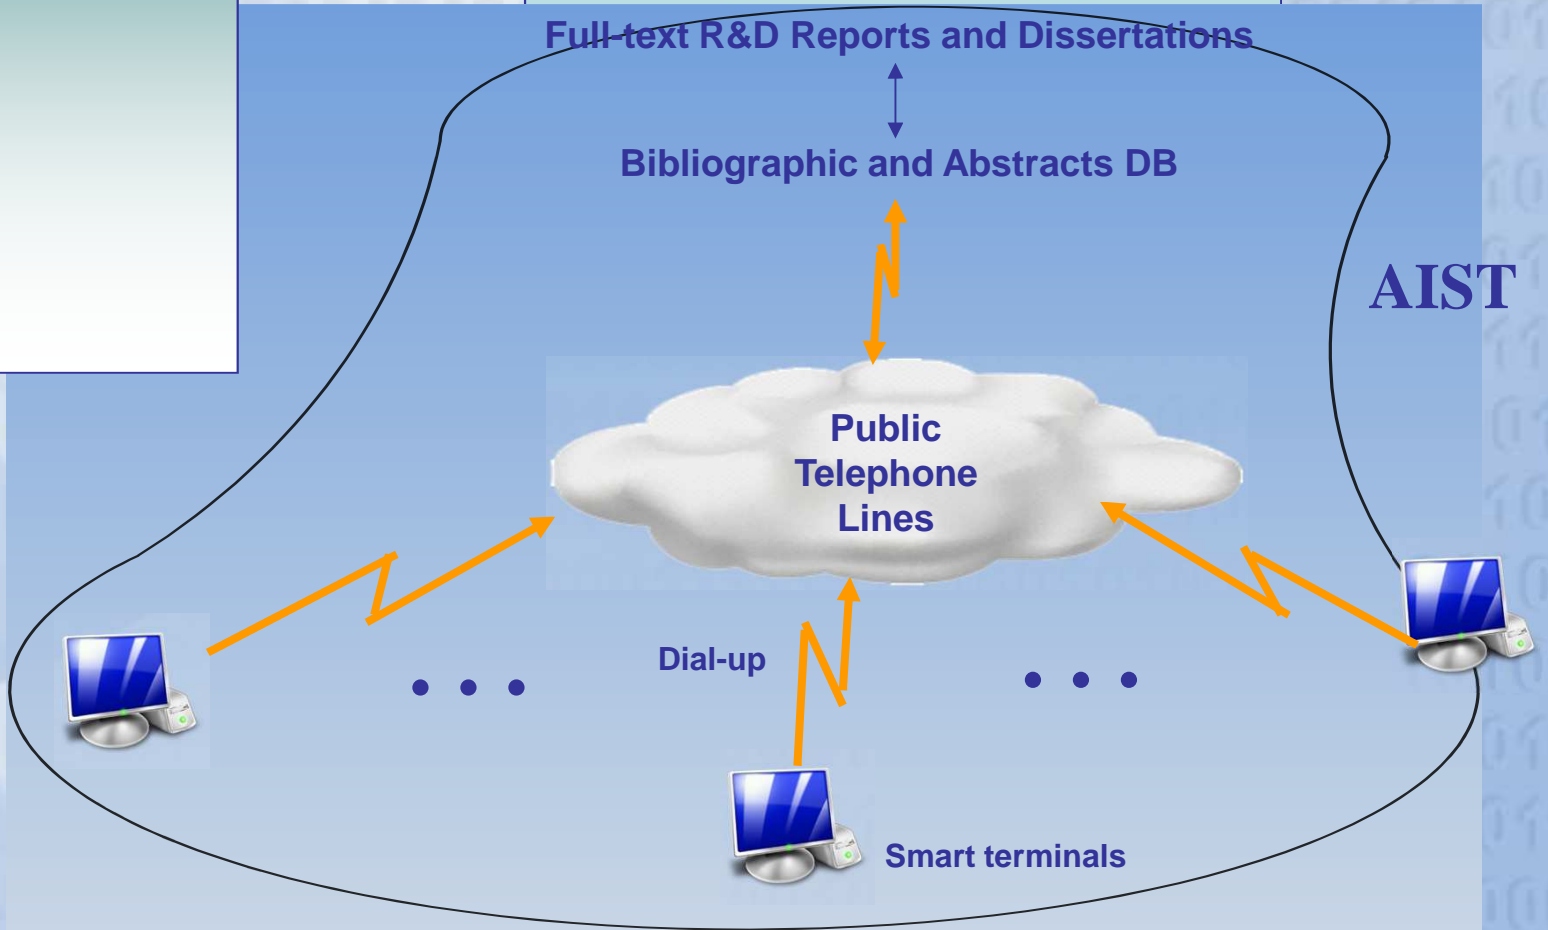 Full-text R&D Reports and Dissertations
Bibliographic and Abstracts DB
AIST
Public
Telephone
Lines
Dial-up
• • •
• • •
Smart terminals